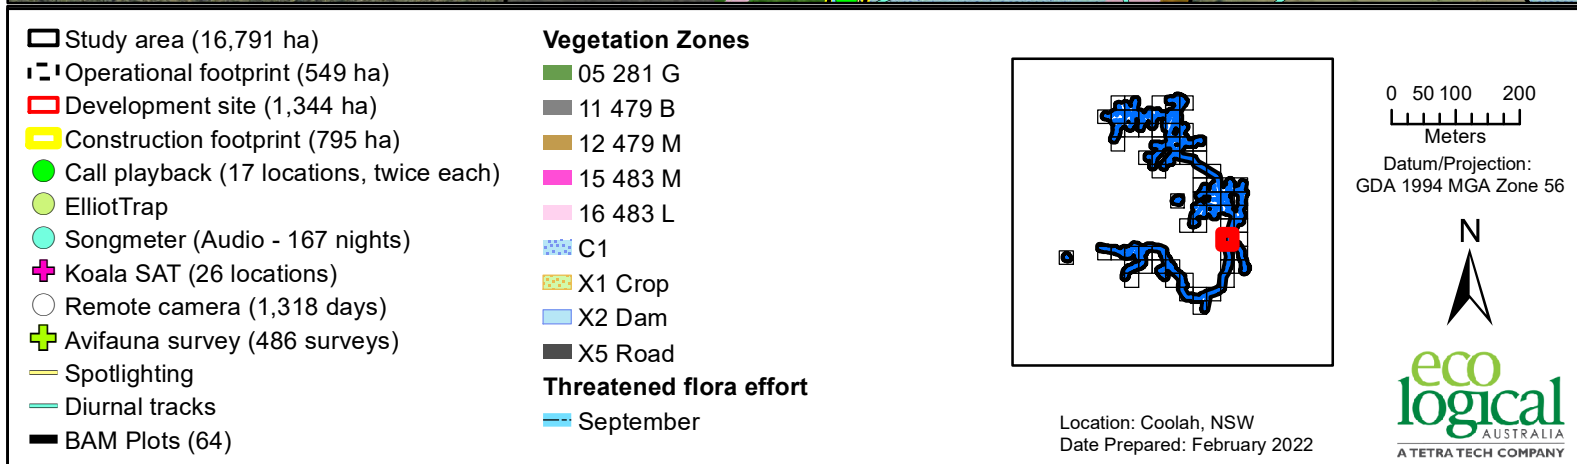 Study area (16,791 ha)
Operational footprint (549 ha)
Development site (1,344 ha)
Construction footprint (795 ha)
Call playback (17 locations, twice each)
ElliotTrap
Songmeter (Audio - 167 nights)
Koala SAT (26 locations)
Remote camera (1,318 days)
Avifauna survey (486 surveys)
Spotlighting
Diurnal tracks
BAM Plots (64)
Vegetation Zones
05 281 G
11 479 B
12 479 M
15 483 M
16 483 L
C1
X1 Crop
X2 Dam
X5 Road
Threatened flora effort
September
Location: Coolah, NSW
Date Prepared: February 2022
0 50 100 200
Meters
Datum/Projection:
GDA 1994 MGA Zone 56
N
eco
logical
AUSTRALIA
A TETRA TECH COMPANY